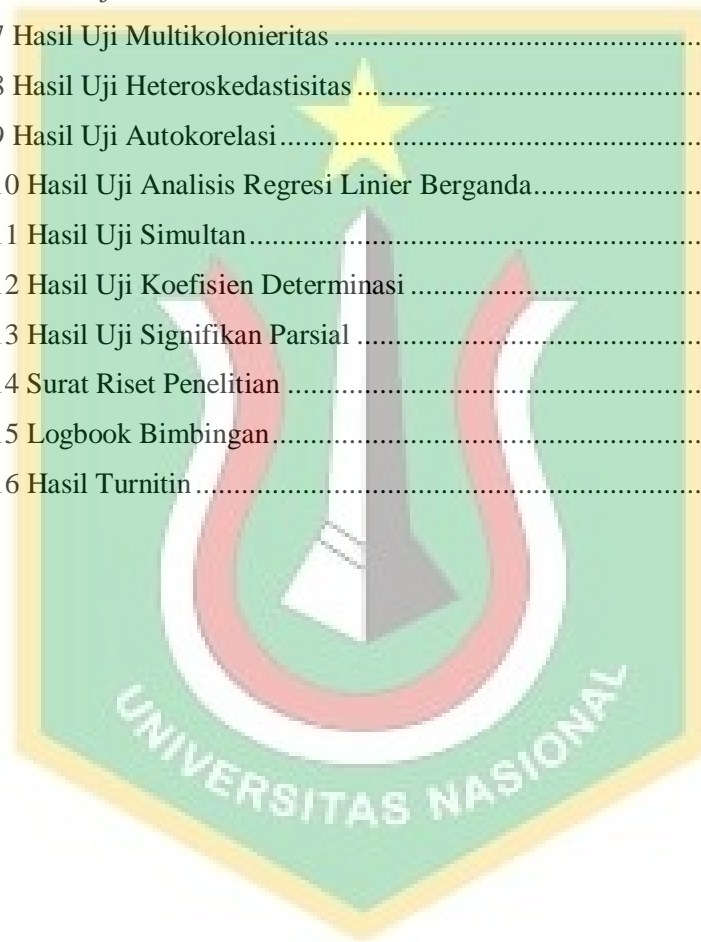 7 Hasil Uji Multikolonieritas ........................................................
8 Hasil Uji Heteroskedastisitas ....................................................
9 Hasil Uji Autokorelasi................................................................
10 Hasil Uji Analisis Regresi Linier Berganda.........................
11 Hasil Uji Simultan....................................................................
12 Hasil Uji Koefisien Determinasi ...........................................
13 Hasil Uji Signifikan Parsial ...................................................
14 Surat Riset Penelitian ..............................................................
15 Logbook Bimbingan................................................................
16 Hasil Turnitin...........................................................................
UNIVERSITAS NASIONAL